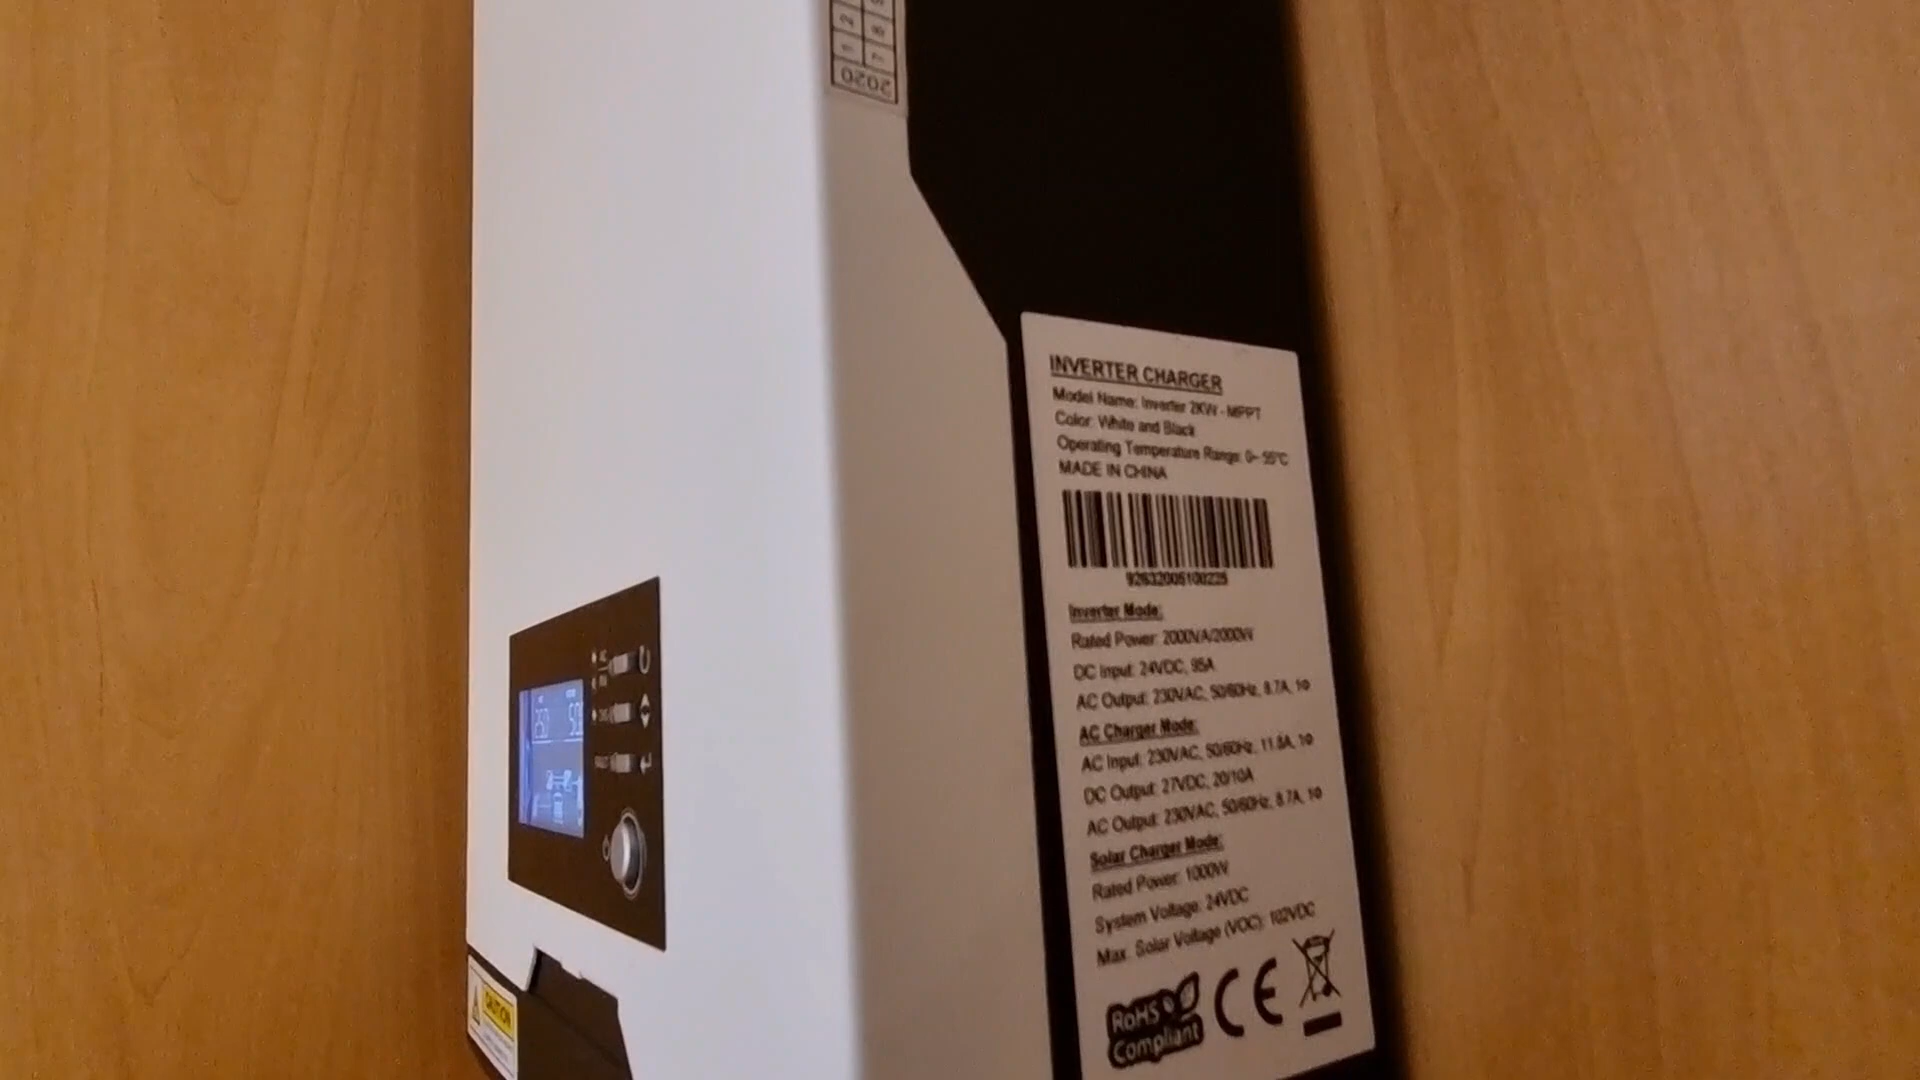 2020
INVERTER CHARGER
Model Name: Inverter 2KW - MPPT
Color: White and Black
Operating Temperature Range: 0~ 55°C
MADE IN CHINA
92632005100225
Inverter Mode:
Rated Power: 2000VA/2000W
DC Input: 24VDC, 95A
AC Output: 230VAC, 50/60Hz, 8.7A, 1Φ
AC Charger Mode:
AC Input: 230VAC, 50/60Hz, 11.8A, 1Φ
DC Output: 27VDC, 20/10A
AC Output: 230VAC, 50/60Hz, 8.7A, 1Φ
Solar Charger Mode:
Rated Power: 1000W
System Voltage: 24VDC
Max. Solar Voltage (VOC): 102VDC
RoHS
Compliant
CE
CAUTION